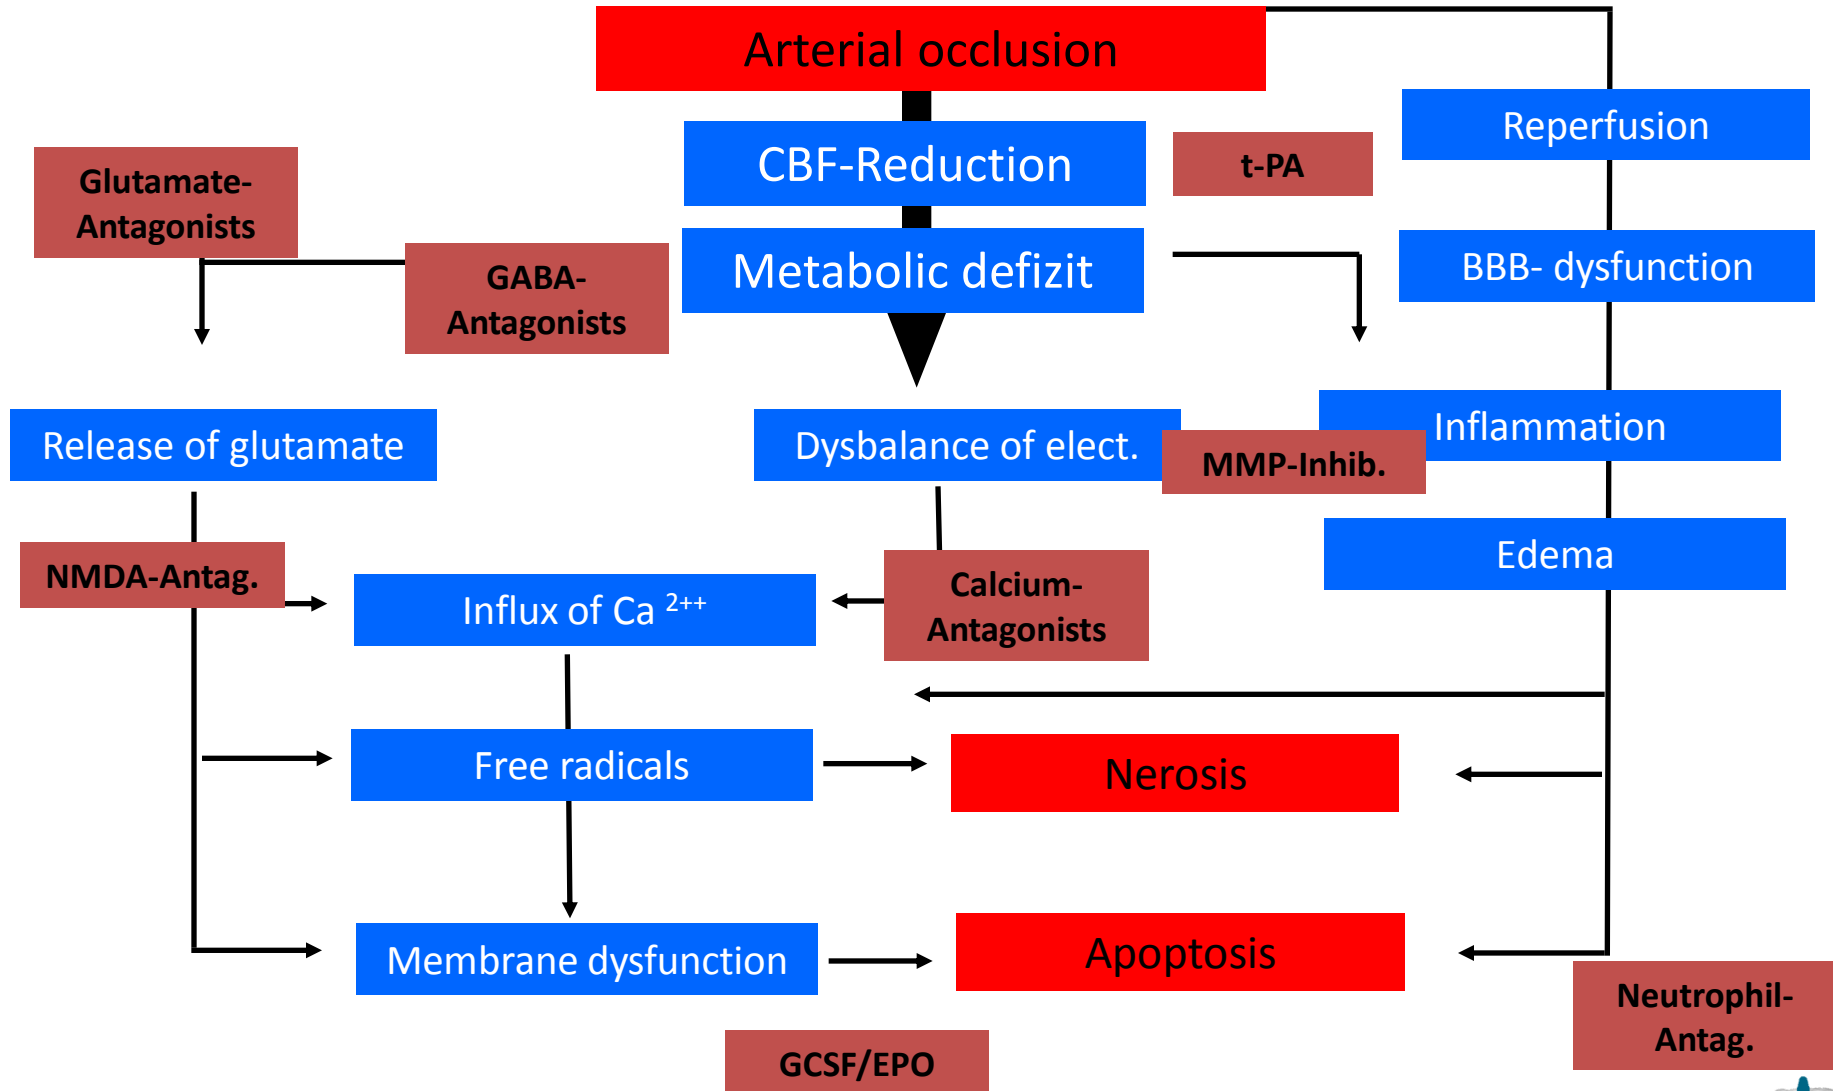 Arterial occlusion
Reperfusion
CBF-Reduction
t-PA
Glutamate-
Antagonists
GABA-
Antagonists
Metabolic defizit
BBB- dysfunction
Release of glutamate
Dysbalance of elect.
Inflammation
MMP-Inhib.
NMDA-Antag.
Edema
Influx of Ca ²⁺⁺
Calcium-
Antagonists
Free radicals
Nerosis
Membrane dysfunction
Apoptosis
Neutrophil-
Antag.
GCSF/EPO